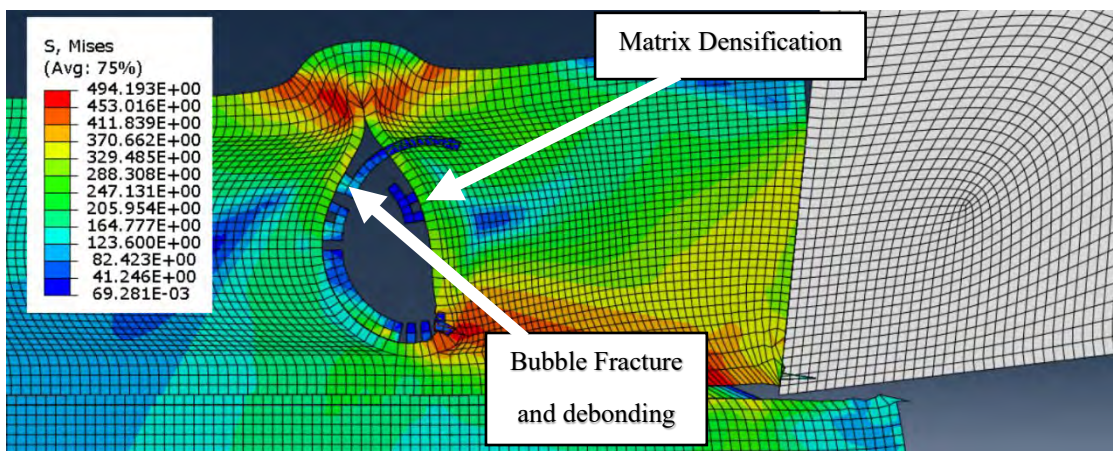 S, Mises
(Avg: 75%)
494.193E+00
453.016E+00
411.839E+00
370.662E+00
329.485E+00
288.308E+00
247.131E+00
205.954E+00
164.777E+00
123.600E+00
82.423E+00
41.246E+00
69.281E-03
Matrix Densification
Bubble Fracture
and debonding